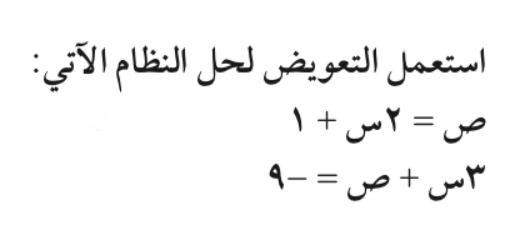 استعمل التعويض لحل النظام الآتي:
ص = ٢س + ١
٣س + ص = −٩